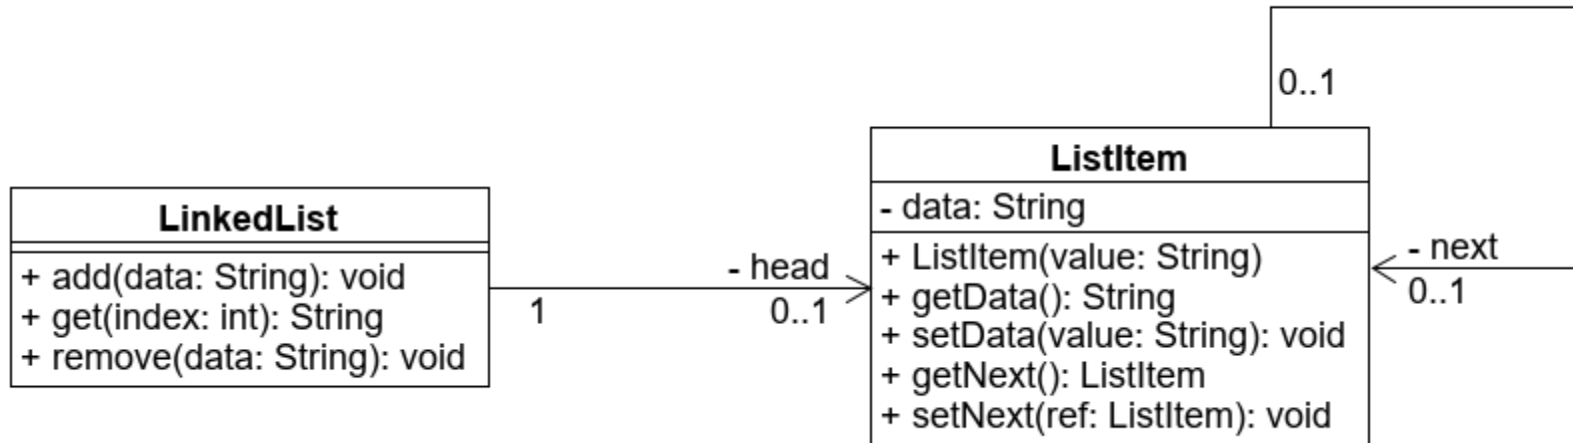 LinkedList
+ add(data: String): void
+ get(index: int): String
+ remove(data: String): void
1
- head
0..1
0..1
ListItem
- data: String
+ ListItem(value: String)
+ getData(): String
+ setData(value: String): void
+ getNext(): ListItem
+ setNext(ref: ListItem): void
- next
0..1